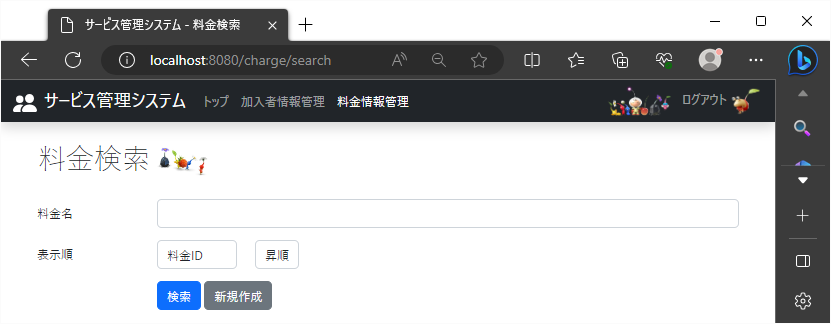 サービス管理システム - 料金検索
localhost:8080/charge/search
サービス管理システム トップ 加入者情報管理 料金情報管理 ログアウト
料金検索
料金名
表示順 料金ID 昇順
検索 新規作成